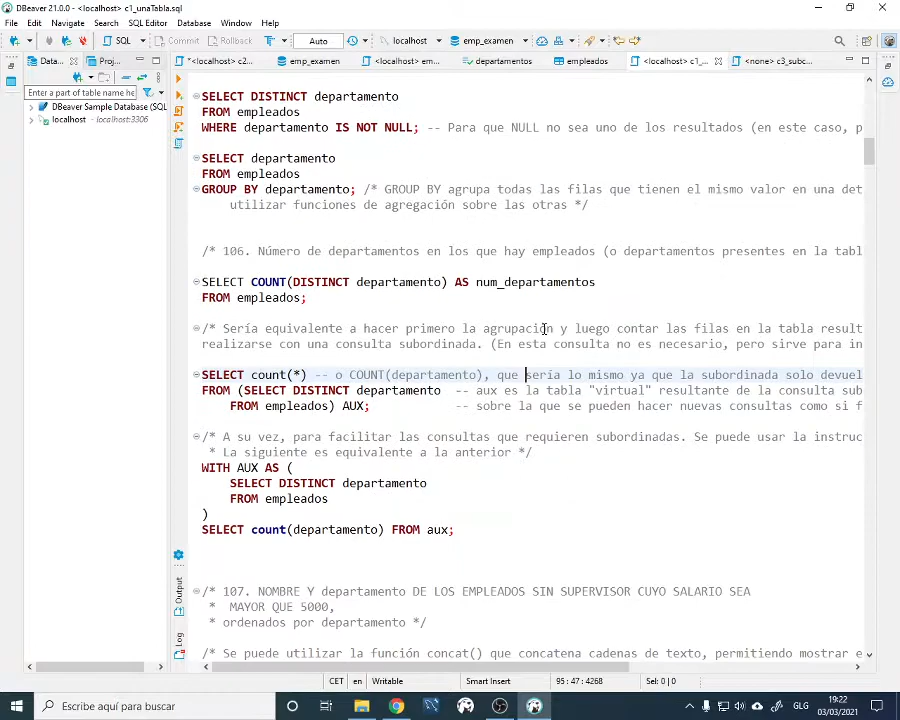 DBeaver 21.0.0 - <localhost> c1_unaTabla.sql
File Edit Navigate Search SQL Editor Database Window Help
SQL Commit Rollback Auto localhost emp_examen
Data... Proj... *<localhost> c2... emp_examen <localhost> em... departamentos <localhost> c1_... <none> c3_subc...
Enter a part of table name he
DBeaver Sample Database (SQL
localhost - localhost:3306
SELECT DISTINCT departamento
FROM empleados
WHERE departamento IS NOT NULL; -- Para que NULL no sea uno de los resultados (en este caso, p
SELECT departamento
FROM empleados
GROUP BY departamento; /* GROUP BY agrupa todas las filas que tienen el mismo valor en una det
utilizar funciones de agregación sobre las otras */
/* 106. Número de departamentos en los que hay empleados (o departamentos presentes en la tabl
SELECT COUNT(DISTINCT departamento) AS num_departamentos
FROM empleados;
/* Sería equivalente a hacer primero la agrupación y luego contar las filas en la tabla result
realizarse con una consulta subordinada. (En esta consulta no es necesario, pero sirve para in
SELECT count(*) -- o COUNT(departamento), que sería lo mismo ya que la subordinada solo devuel
FROM (SELECT DISTINCT departamento -- aux es la tabla "virtual" resultante de la consulta sub
FROM empleados) AUX; -- sobre la que se pueden hacer nuevas consultas como si f
/* A su vez, para facilitar las consultas que requieren subordinadas. Se puede usar la instruc
* La siguiente es equivalente a la anterior */
WITH AUX AS (
SELECT DISTINCT departamento
FROM empleados
)
SELECT count(departamento) FROM aux;
/* 107. NOMBRE Y departamento DE LOS EMPLEADOS SIN SUPERVISOR CUYO SALARIO SEA
* MAYOR QUE 5000,
* ordenados por departamento */
/* Se puede utilizar la función concat() que concatena cadenas de texto, permitiendo mostrar e
Output
Log
CET en Writable Smart Insert 95 : 47 : 4268 Sel: 0 | 0
Escribe aquí para buscar
GLG
19:22
03/03/2021